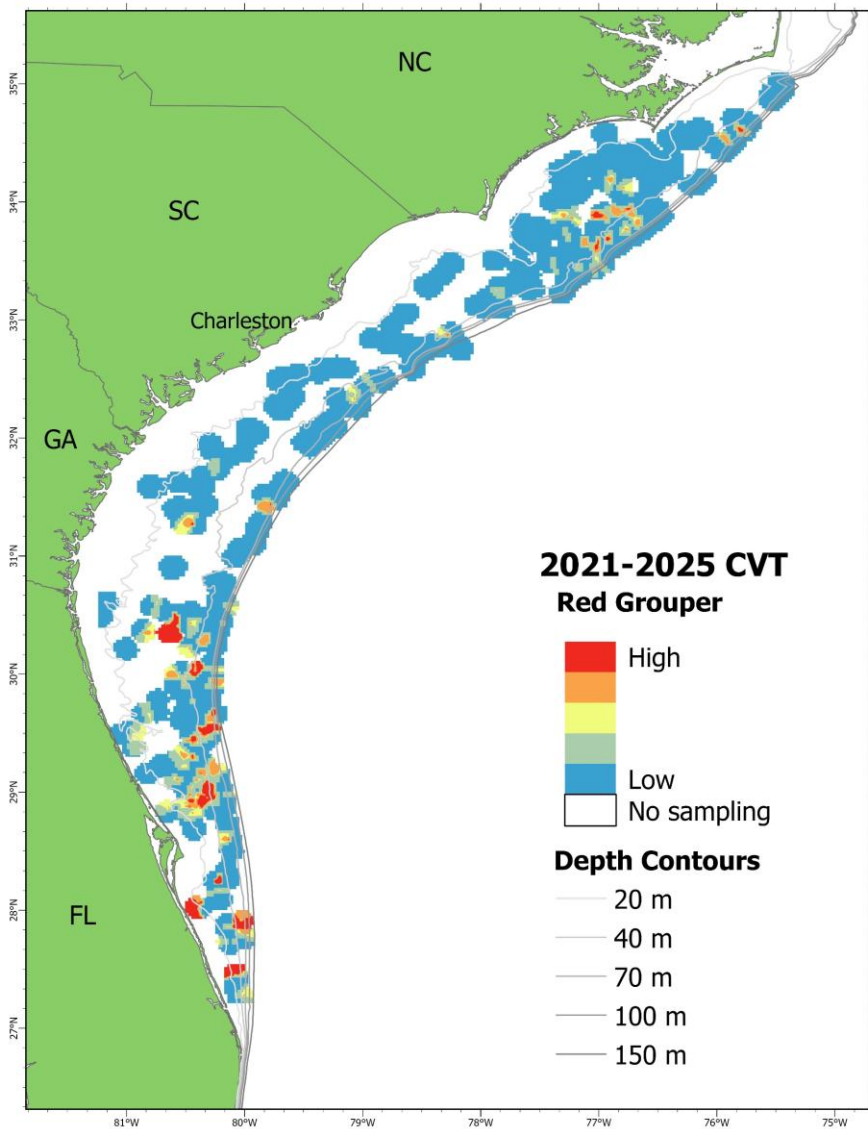 NC
SC
Charleston
GA
FL
35°N
34°N
33°N
32°N
31°N
30°N
29°N
28°N
27°N
81°W
80°W
79°W
78°W
77°W
76°W
75°W
2021-2025 CVT
Red Grouper
High
Low
No sampling
Depth Contours
20 m
40 m
70 m
100 m
150 m